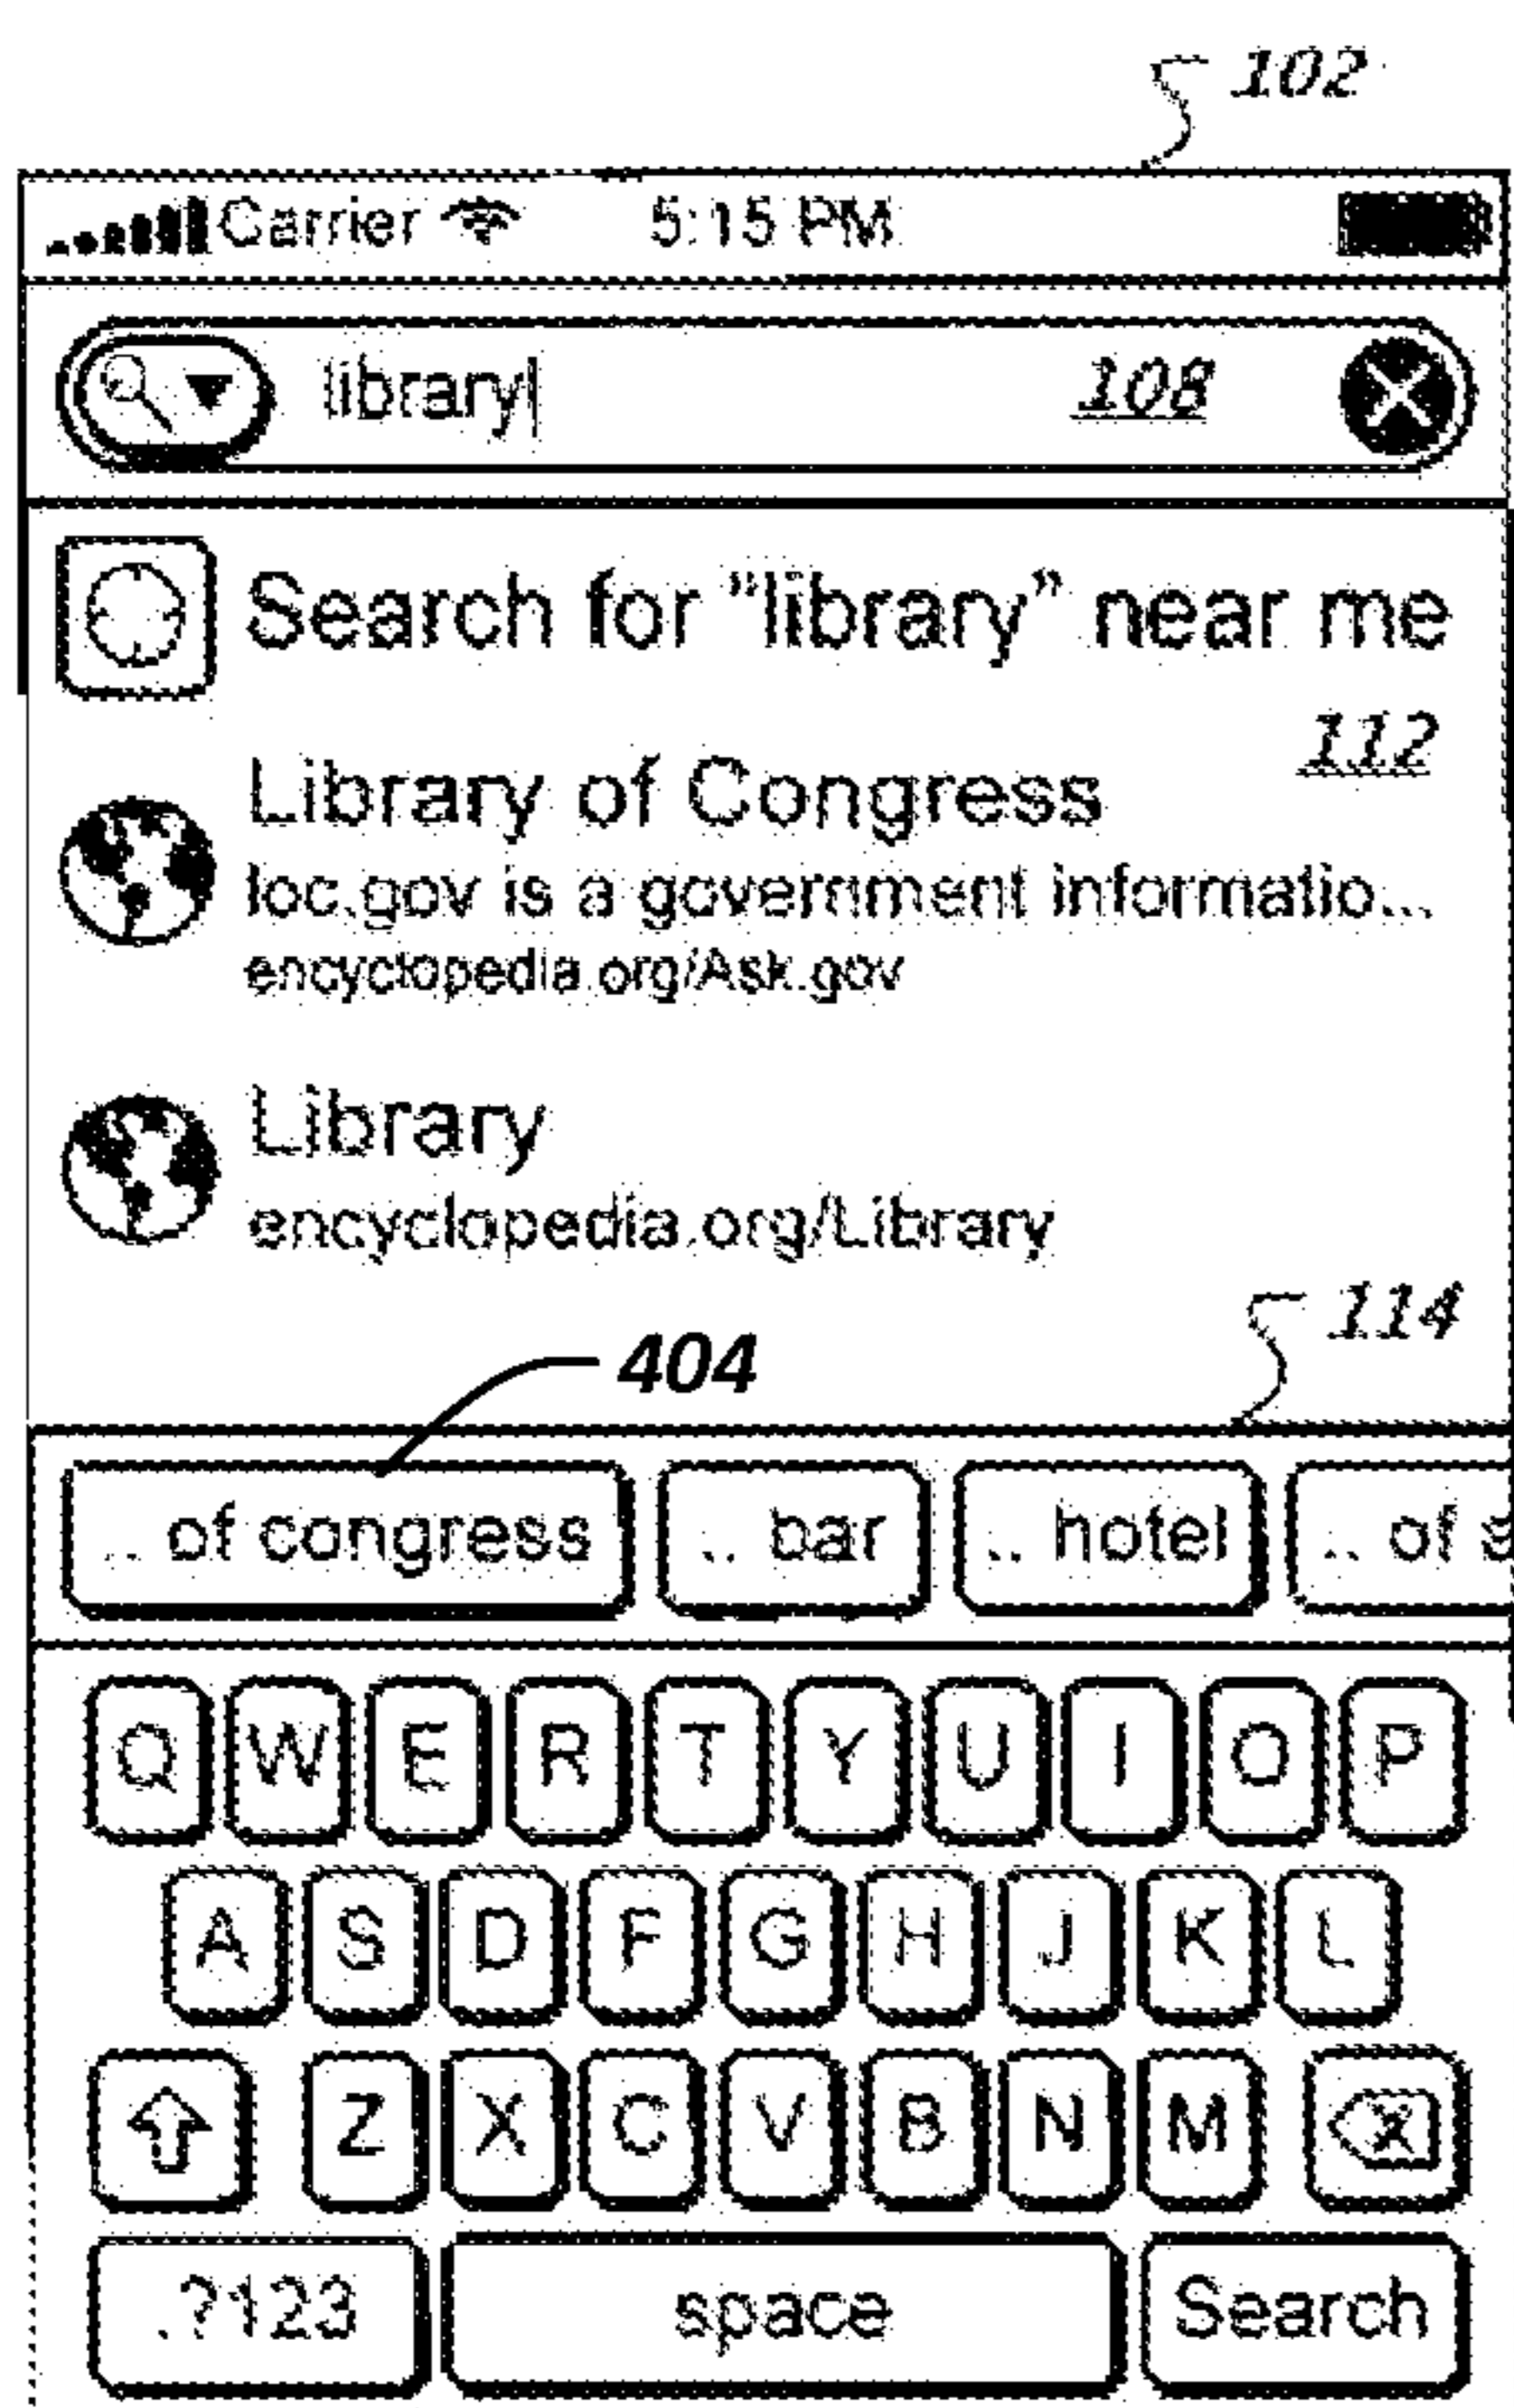 102
Carrier 5:15 PM
library 108
Search for "library" near me
112
Library of Congress
loc.gov is a government informatio...
encyclopedia.org/Ask.gov
Library
encyclopedia.org/Library
114
404
.. of congress .. bar .. hotel .. of a
Q W E R T Y U I O P
A S D F G H J K L
Z X C V B N M
.?123 space Search